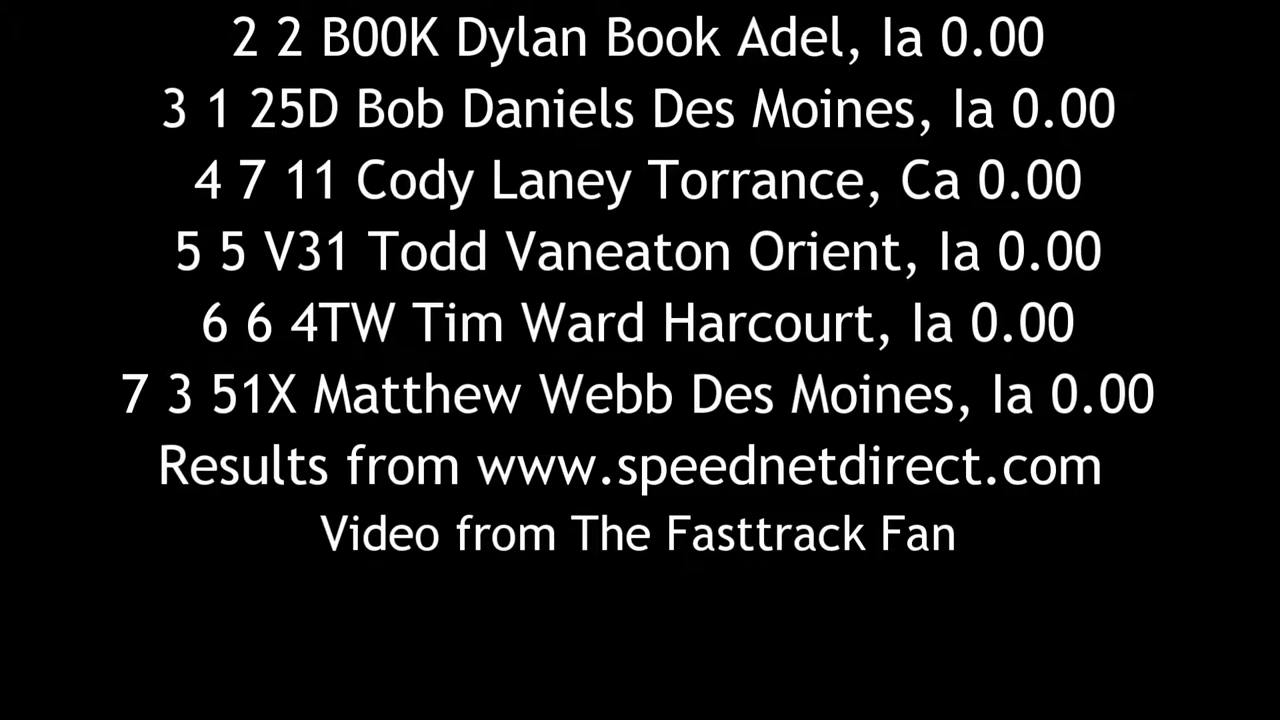 2 2 B00K Dylan Book Adel, Ia 0.00
3 1 25D Bob Daniels Des Moines, Ia 0.00
4 7 11 Cody Laney Torrance, Ca 0.00
5 5 V31 Todd Vaneaton Orient, Ia 0.00
6 6 4TW Tim Ward Harcourt, Ia 0.00
7 3 51X Matthew Webb Des Moines, Ia 0.00
Results from www.speednetdirect.com
Video from The Fasttrack Fan